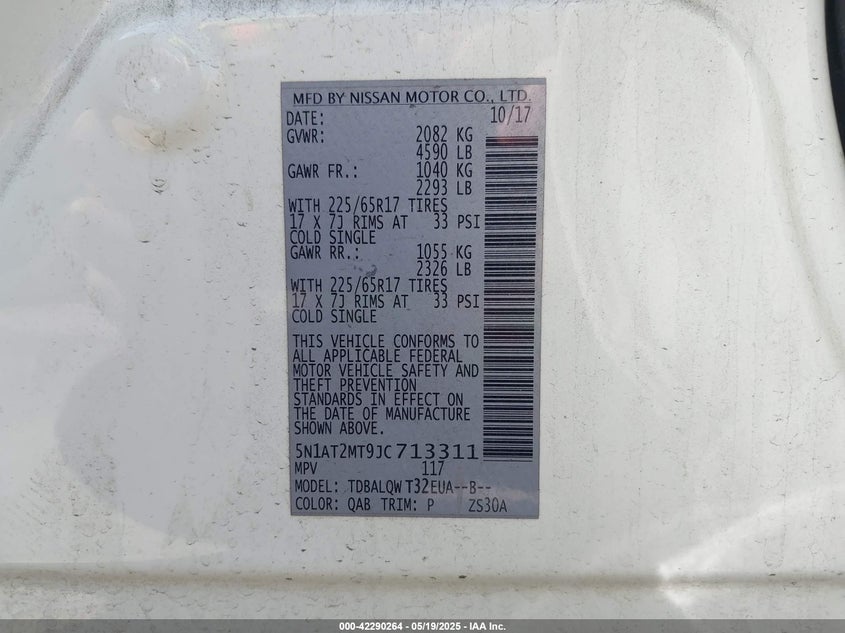 MFD BY NISSAN MOTOR CO., LTD.
DATE: 10/17
GVWR: 2082 KG
4590 LB
GAWR FR.: 1040 KG
2293 LB
WITH 225/65R17 TIRES
17 X 7J RIMS AT 33 PSI
COLD SINGLE
GAWR RR.: 1055 KG
2326 LB
WITH 225/65R17 TIRES
17 X 7J RIMS AT 33 PSI
COLD SINGLE
THIS VEHICLE CONFORMS TO
ALL APPLICABLE FEDERAL
MOTOR VEHICLE SAFETY AND
THEFT PREVENTION
STANDARDS IN EFFECT ON
THE DATE OF MANUFACTURE
SHOWN ABOVE.
5N1AT2MT9JC713311
MPV 117
MODEL: TDBALQW T32EUA--B--
COLOR: QAB TRIM: P ZS30A
000-42290264 - 05/19/2025 - IAA Inc.